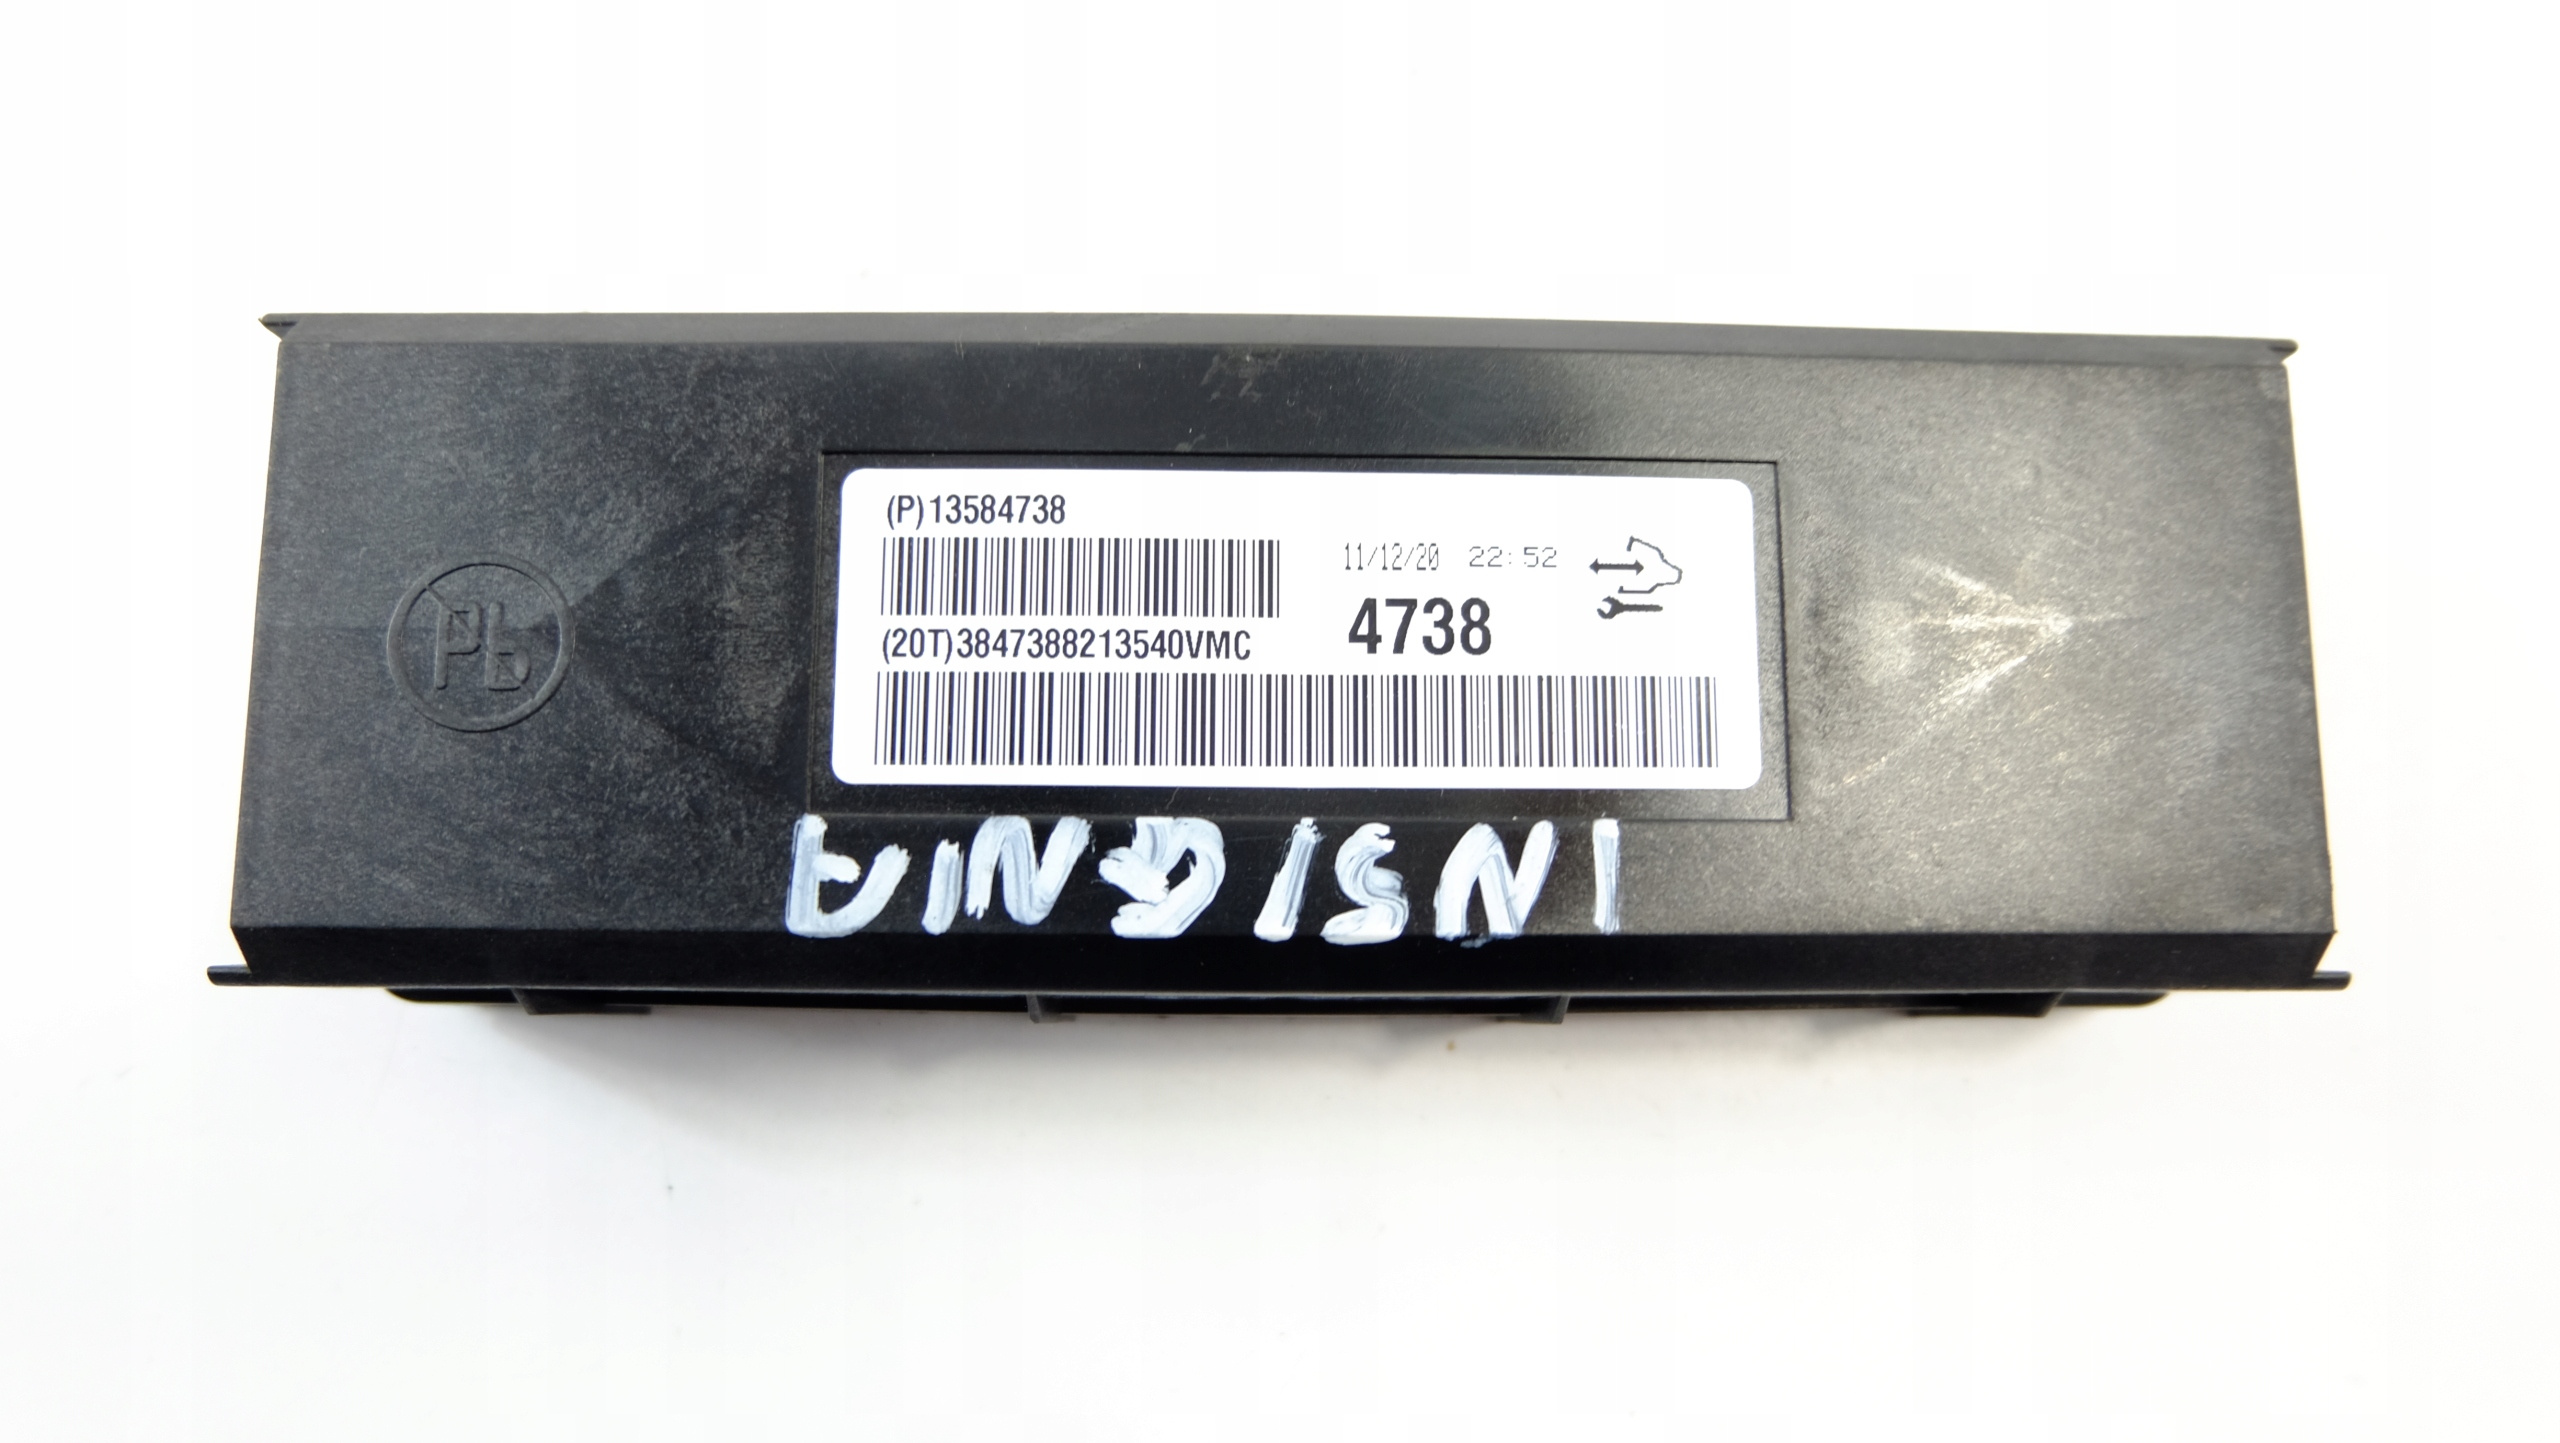 (P)13584738
11/12/20 22:52
4738
(20T)3847388213540VMC
Pb
INSIGNIA